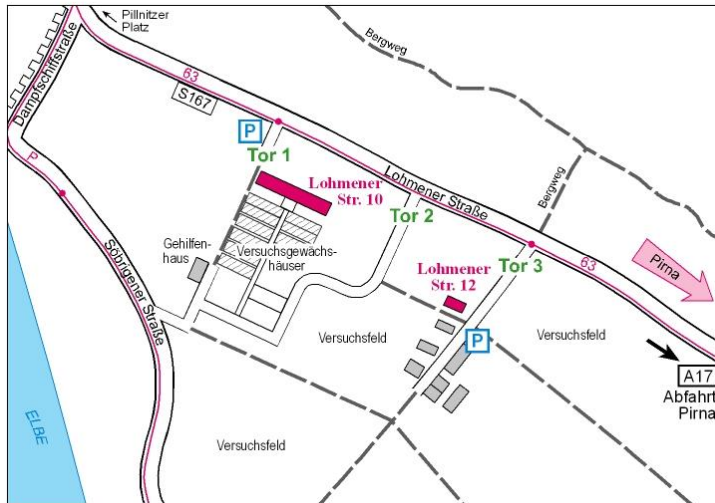 Pillnitzer
Platz
Bergweg
Dampfschiffstraße
63
S167
P
P
Tor 1
Lohmener Straße
Lohmener
Str. 10
Bergweg
Tor 2
Gehilfen-
haus
Versuchsgewächs-
häuser
Söbrigener Straße
Lohmener
Str. 12
Tor 3
63
Pirna
Versuchsfeld
P
Versuchsfeld
A17
Abfahrt
Pirna
ELBE
Versuchsfeld